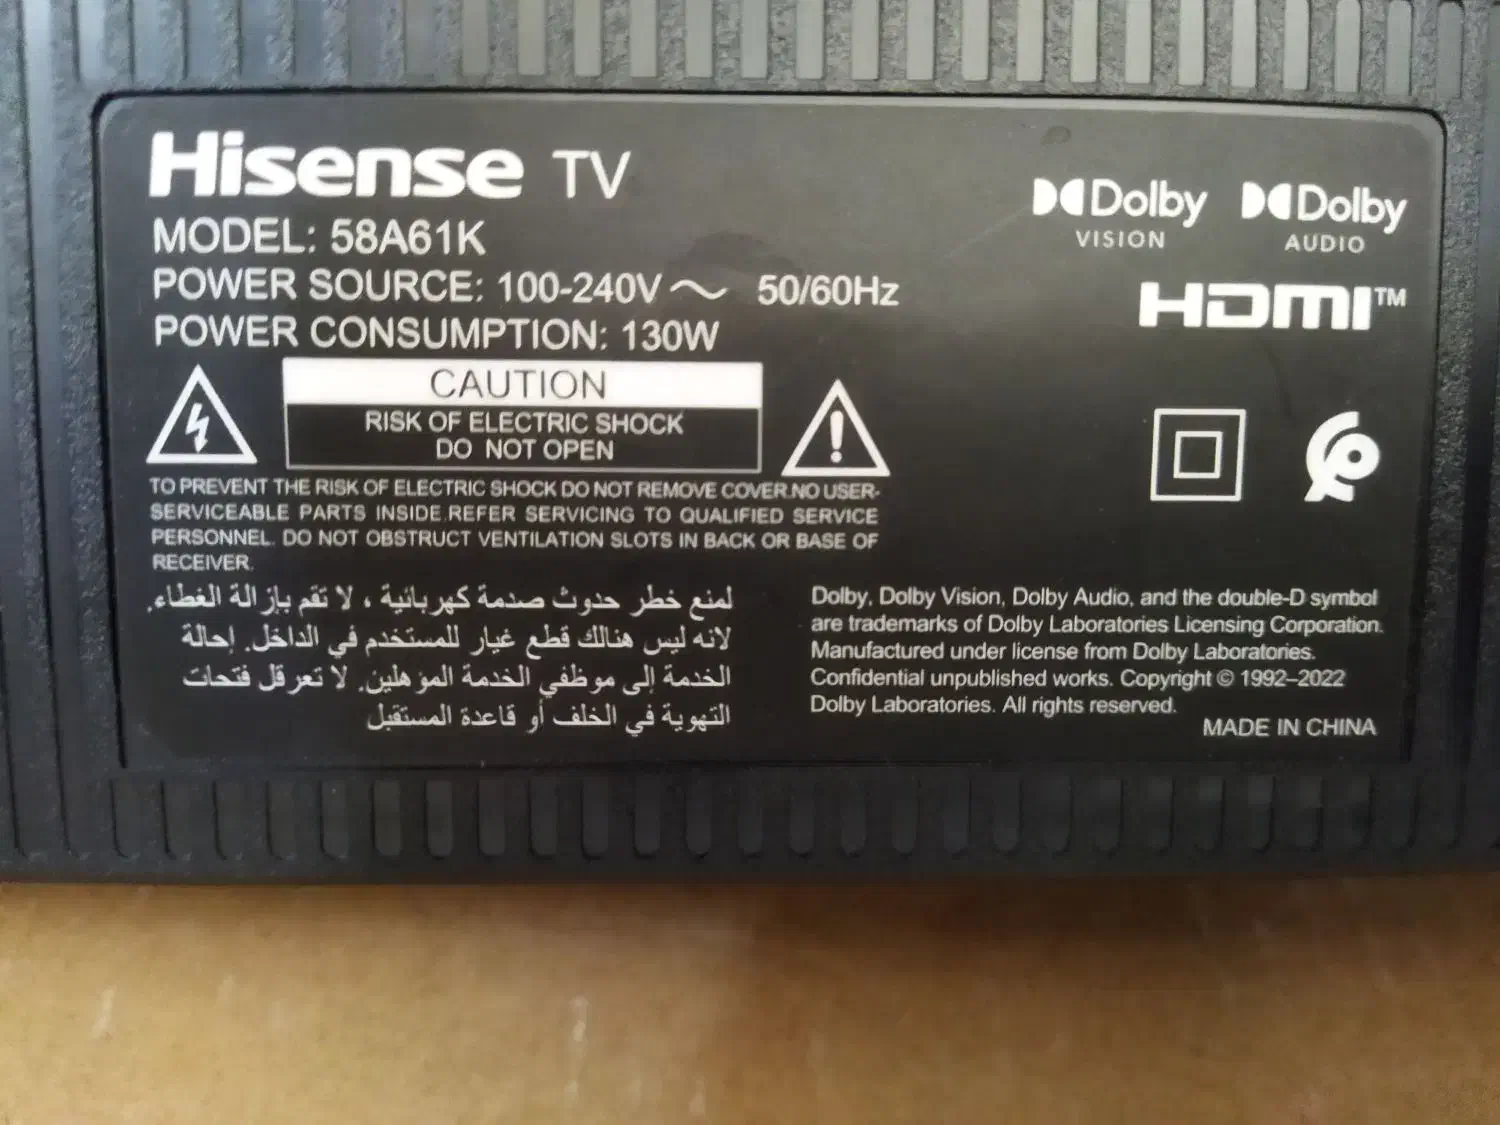 Hisense TV
MODEL: 58A61K
POWER SOURCE: 100-240V～ 50/60Hz
POWER CONSUMPTION: 130W
Dolby
VISION
Dolby
AUDIO
HDMI™
CAUTION
RISK OF ELECTRIC SHOCK
DO NOT OPEN
TO PREVENT THE RISK OF ELECTRIC SHOCK DO NOT REMOVE COVER.NO USER-
SERVICEABLE PARTS INSIDE.REFER SERVICING TO QUALIFIED SERVICE
PERSONNEL. DO NOT OBSTRUCT VENTILATION SLOTS IN BACK OR BASE OF
RECEIVER.
لمنع خطر حدوث صدمة كهربائية ، لا تقم بإزالة الغطاء.
لانه ليس هنالك قطع غيار للمستخدم في الداخل. إحالة
الخدمة إلى موظفي الخدمة المؤهلين. لا تعرقل فتحات
التهوية في الخلف أو قاعدة المستقبل
Dolby, Dolby Vision, Dolby Audio, and the double-D symbol
are trademarks of Dolby Laboratories Licensing Corporation.
Manufactured under license from Dolby Laboratories.
Confidential unpublished works. Copyright © 1992–2022
Dolby Laboratories. All rights reserved.
MADE IN CHINA